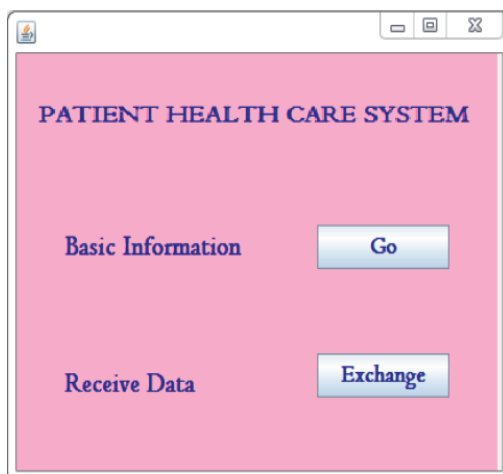 PATIENT HEALTH CARE SYSTEM
Basic Information Go
Receive Data Exchange